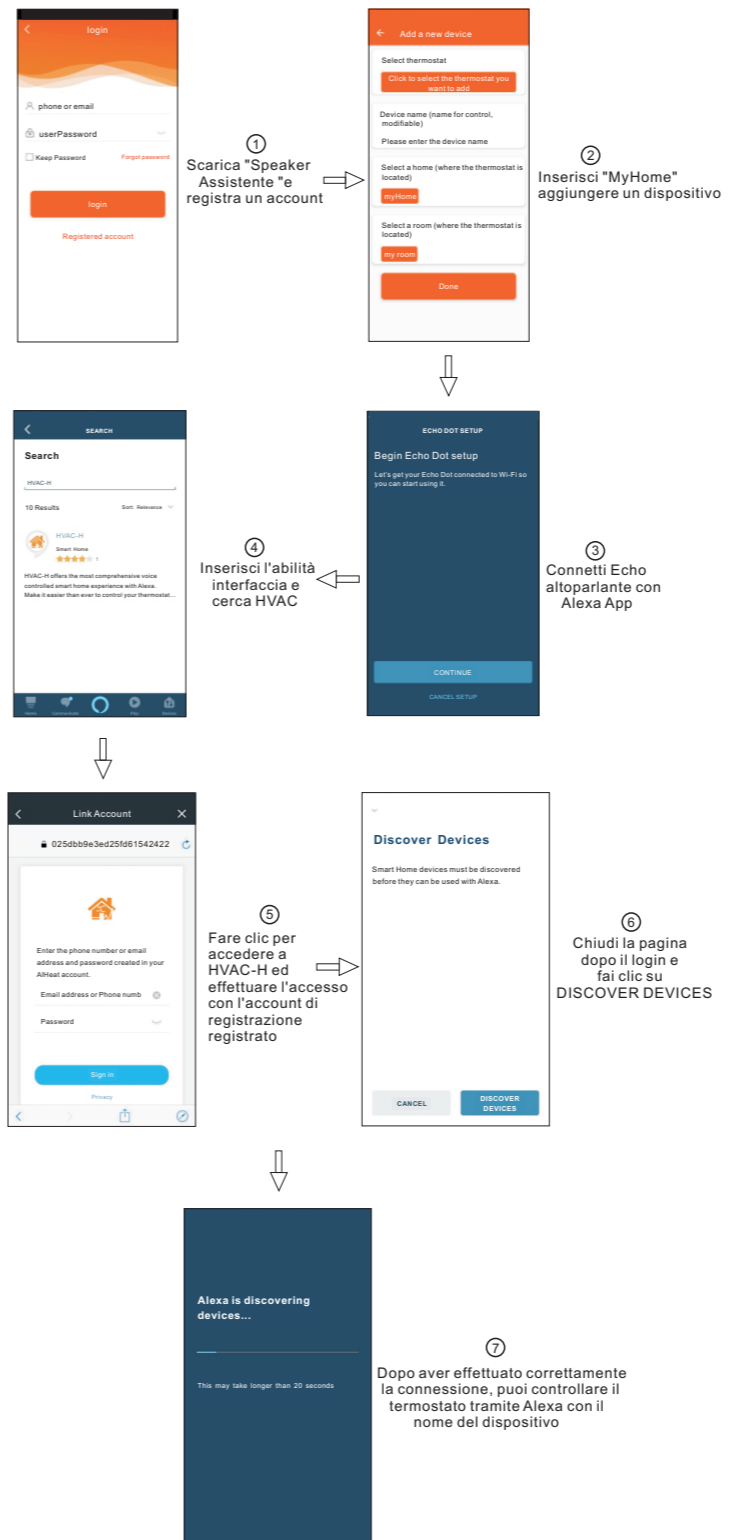 login
phone or email
userPassword
Keep Password
Forgot password
login
Registered account
①
Scarica "Speaker
Assistente "e
registra un account
Add a new device
Select thermostat
Click to select the thermostat you
want to add
Device name (name for control,
modifiable)
Please enter the device name
Select a home (where the thermostat is
located)
myHome
Select a room (where the thermostat is
located)
my room
Done
②
Inserisci "MyHome"
aggiungere un dispositivo
SEARCH
Search
HVAC-H
10 Results
Sort: Relevance
HVAC-H
Smart Home
1
HVAC-H offers the most comprehensive voice
controlled smart home experience with Alexa.
Make it easier than ever to control your thermostat...
Home
Communicate
Play
Devices
④
Inserisci l'abilità
interfaccia e
cerca HVAC
ECHO DOT SETUP
Begin Echo Dot setup
Let's get your Echo Dot connected to Wi-Fi so
you can start using it.
CONTINUE
CANCEL SETUP
③
Connetti Echo
altoparlante con
Alexa App
Link Account
025dbb9e3ed25fd61542422
Enter the phone number or email
address and password created in your
AlHeat account.
Email address or Phone numb
Password
Sign in
Privacy
⑤
Fare clic per
accedere a
HVAC-H ed
effettuare l'accesso
con l'account di
registrazione
registrato
Discover Devices
Smart Home devices must be discovered
before they can be used with Alexa.
CANCEL
DISCOVER
DEVICES
⑥
Chiudi la pagina
dopo il login e
fai clic su
DISCOVER DEVICES
Alexa is discovering
devices...
This may take longer than 20 seconds
⑦
Dopo aver effettuato correttamente
la connessione, puoi controllare il
termostato tramite Alexa con il
nome del dispositivo